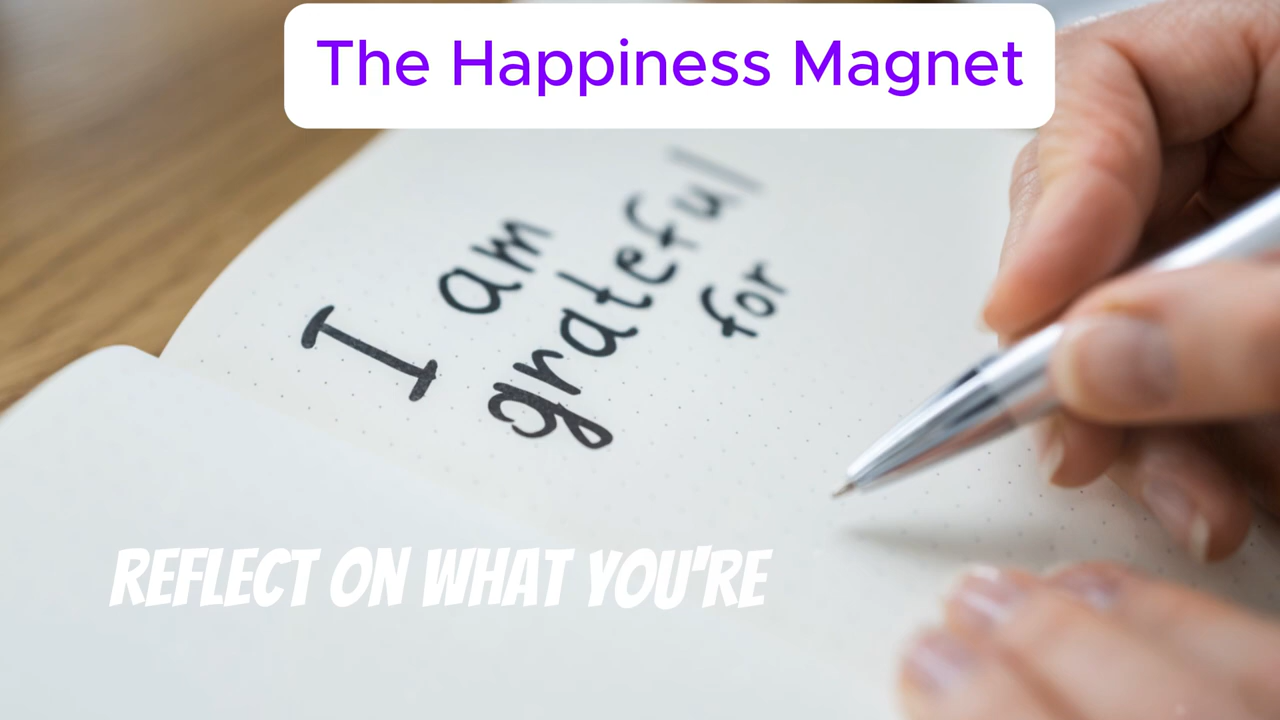 The Happiness Magnet
I am
grateful
for
REFLECT ON WHAT YOU'RE